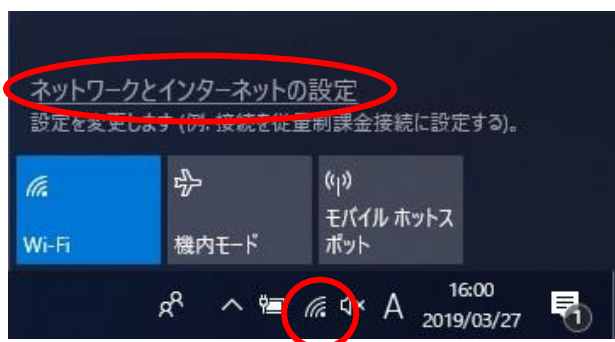 ネットワークとインターネットの設定
設定を変更します (例: 接続を従量制課金接続に設定する)。
Wi-Fi
機内モード
モバイル ホットス
ポット
A
16:00
2019/03/27
1